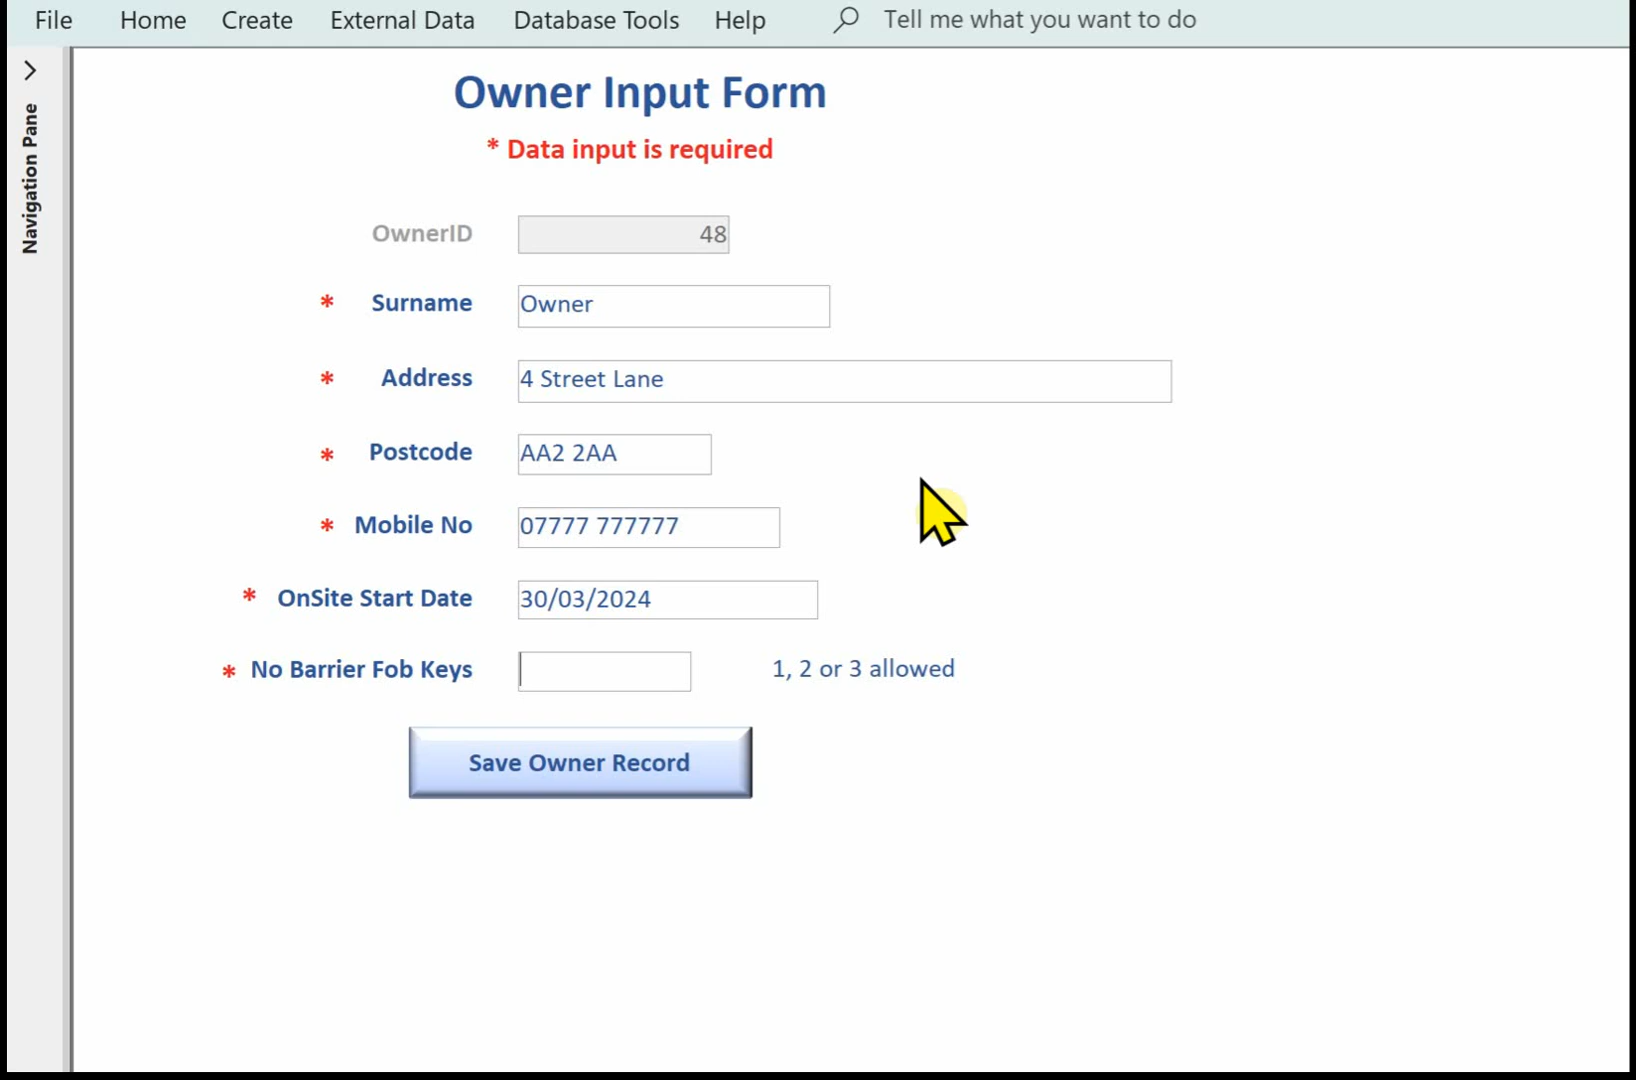 File Home Create External Data Database Tools Help Tell me what you want to do
Navigation Pane
Owner Input Form
* Data input is required
OwnerID 48
* Surname Owner
* Address 4 Street Lane
* Postcode AA2 2AA
* Mobile No 07777 777777
* OnSite Start Date 30/03/2024
* No Barrier Fob Keys 1, 2 or 3 allowed
Save Owner Record